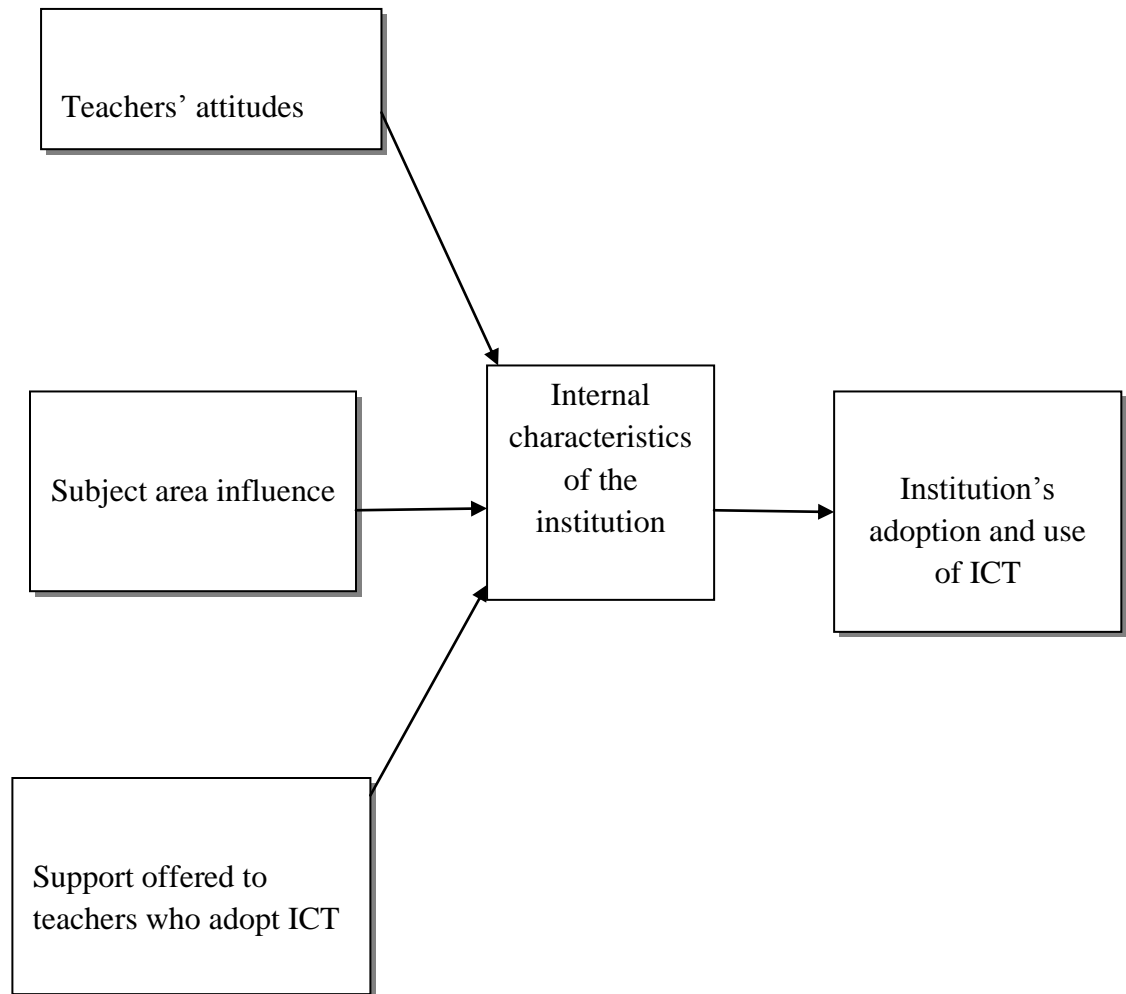 Teachers’ attitudes
Subject area influence
Internal
characteristics
of the
institution
Institution’s
adoption and use
of ICT
Support offered to
teachers who adopt ICT